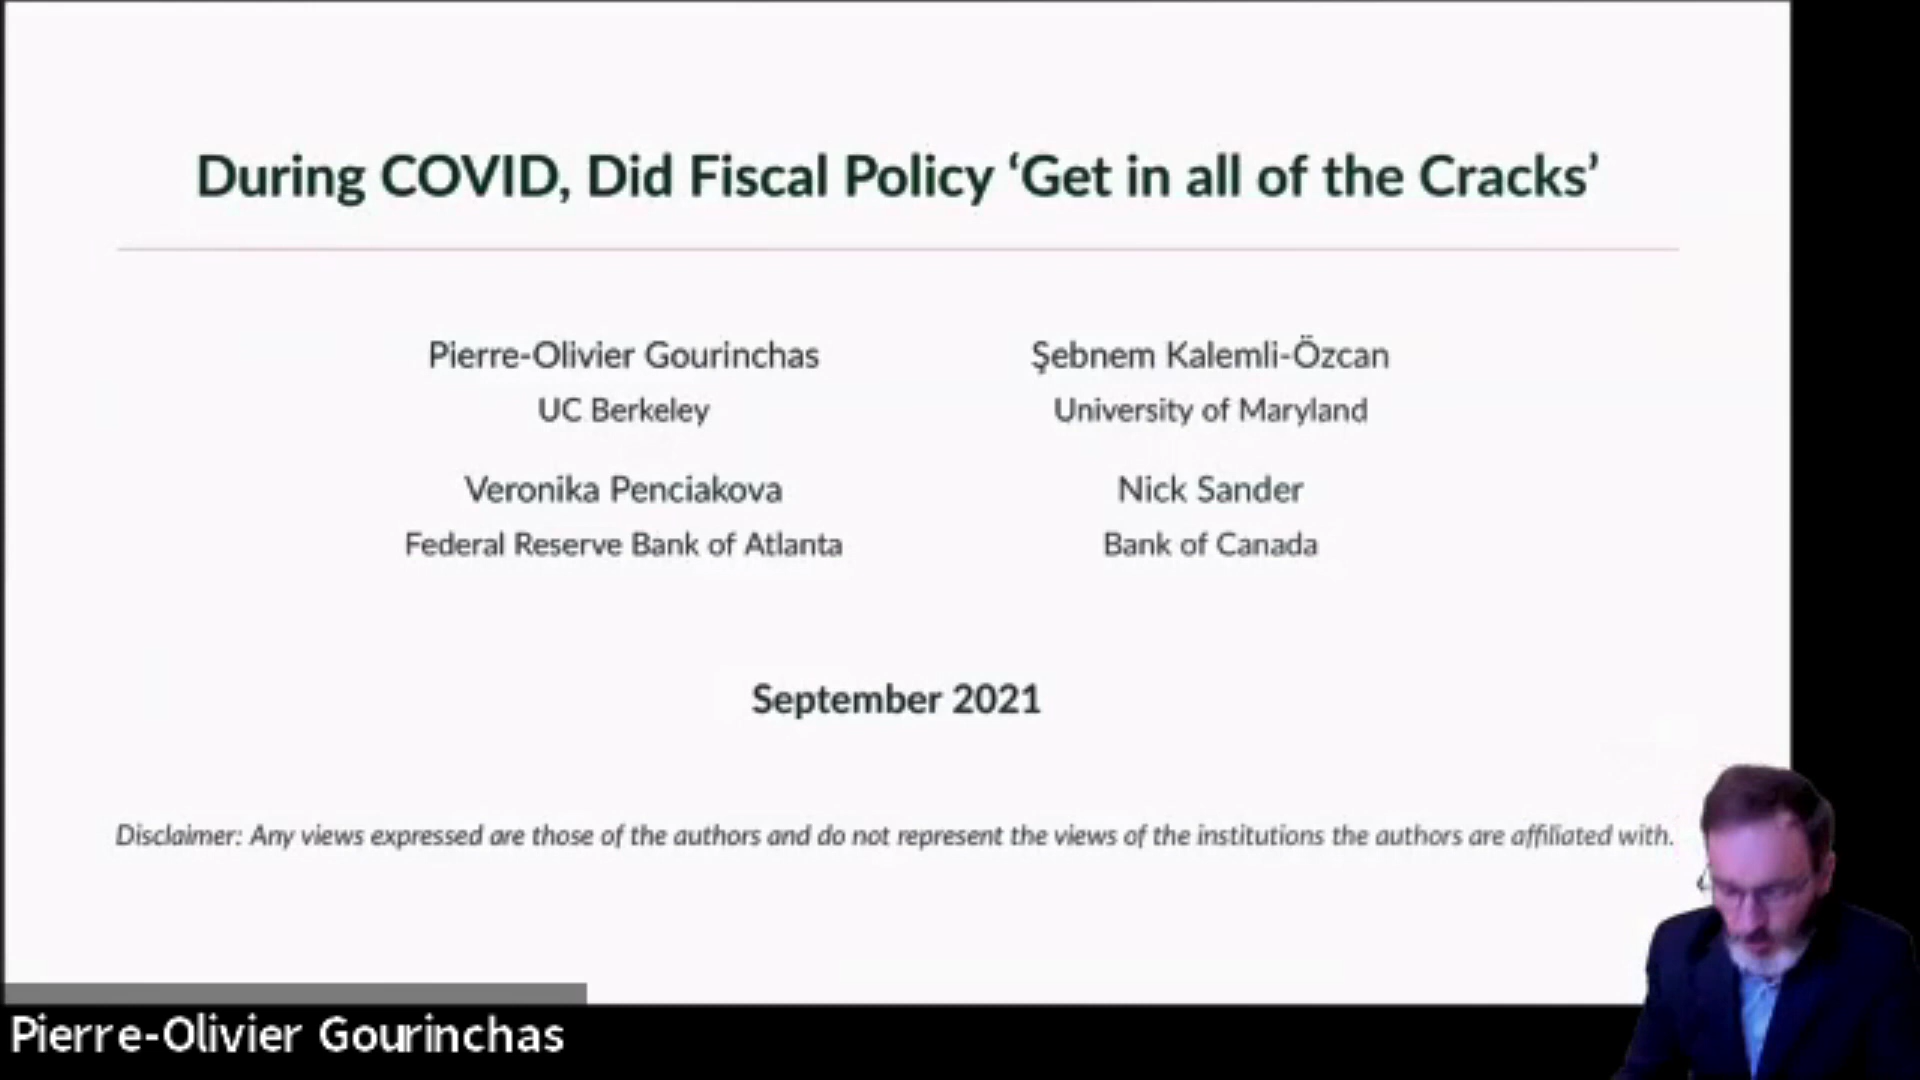 During COVID, Did Fiscal Policy ‘Get in all of the Cracks’
Pierre-Olivier Gourinchas
UC Berkeley
Şebnem Kalemli-Özcan
University of Maryland
Veronika Penciakova
Federal Reserve Bank of Atlanta
Nick Sander
Bank of Canada
September 2021
Disclaimer: Any views expressed are those of the authors and do not represent the views of the institutions the authors are affiliated with.
Pierre-Olivier Gourinchas